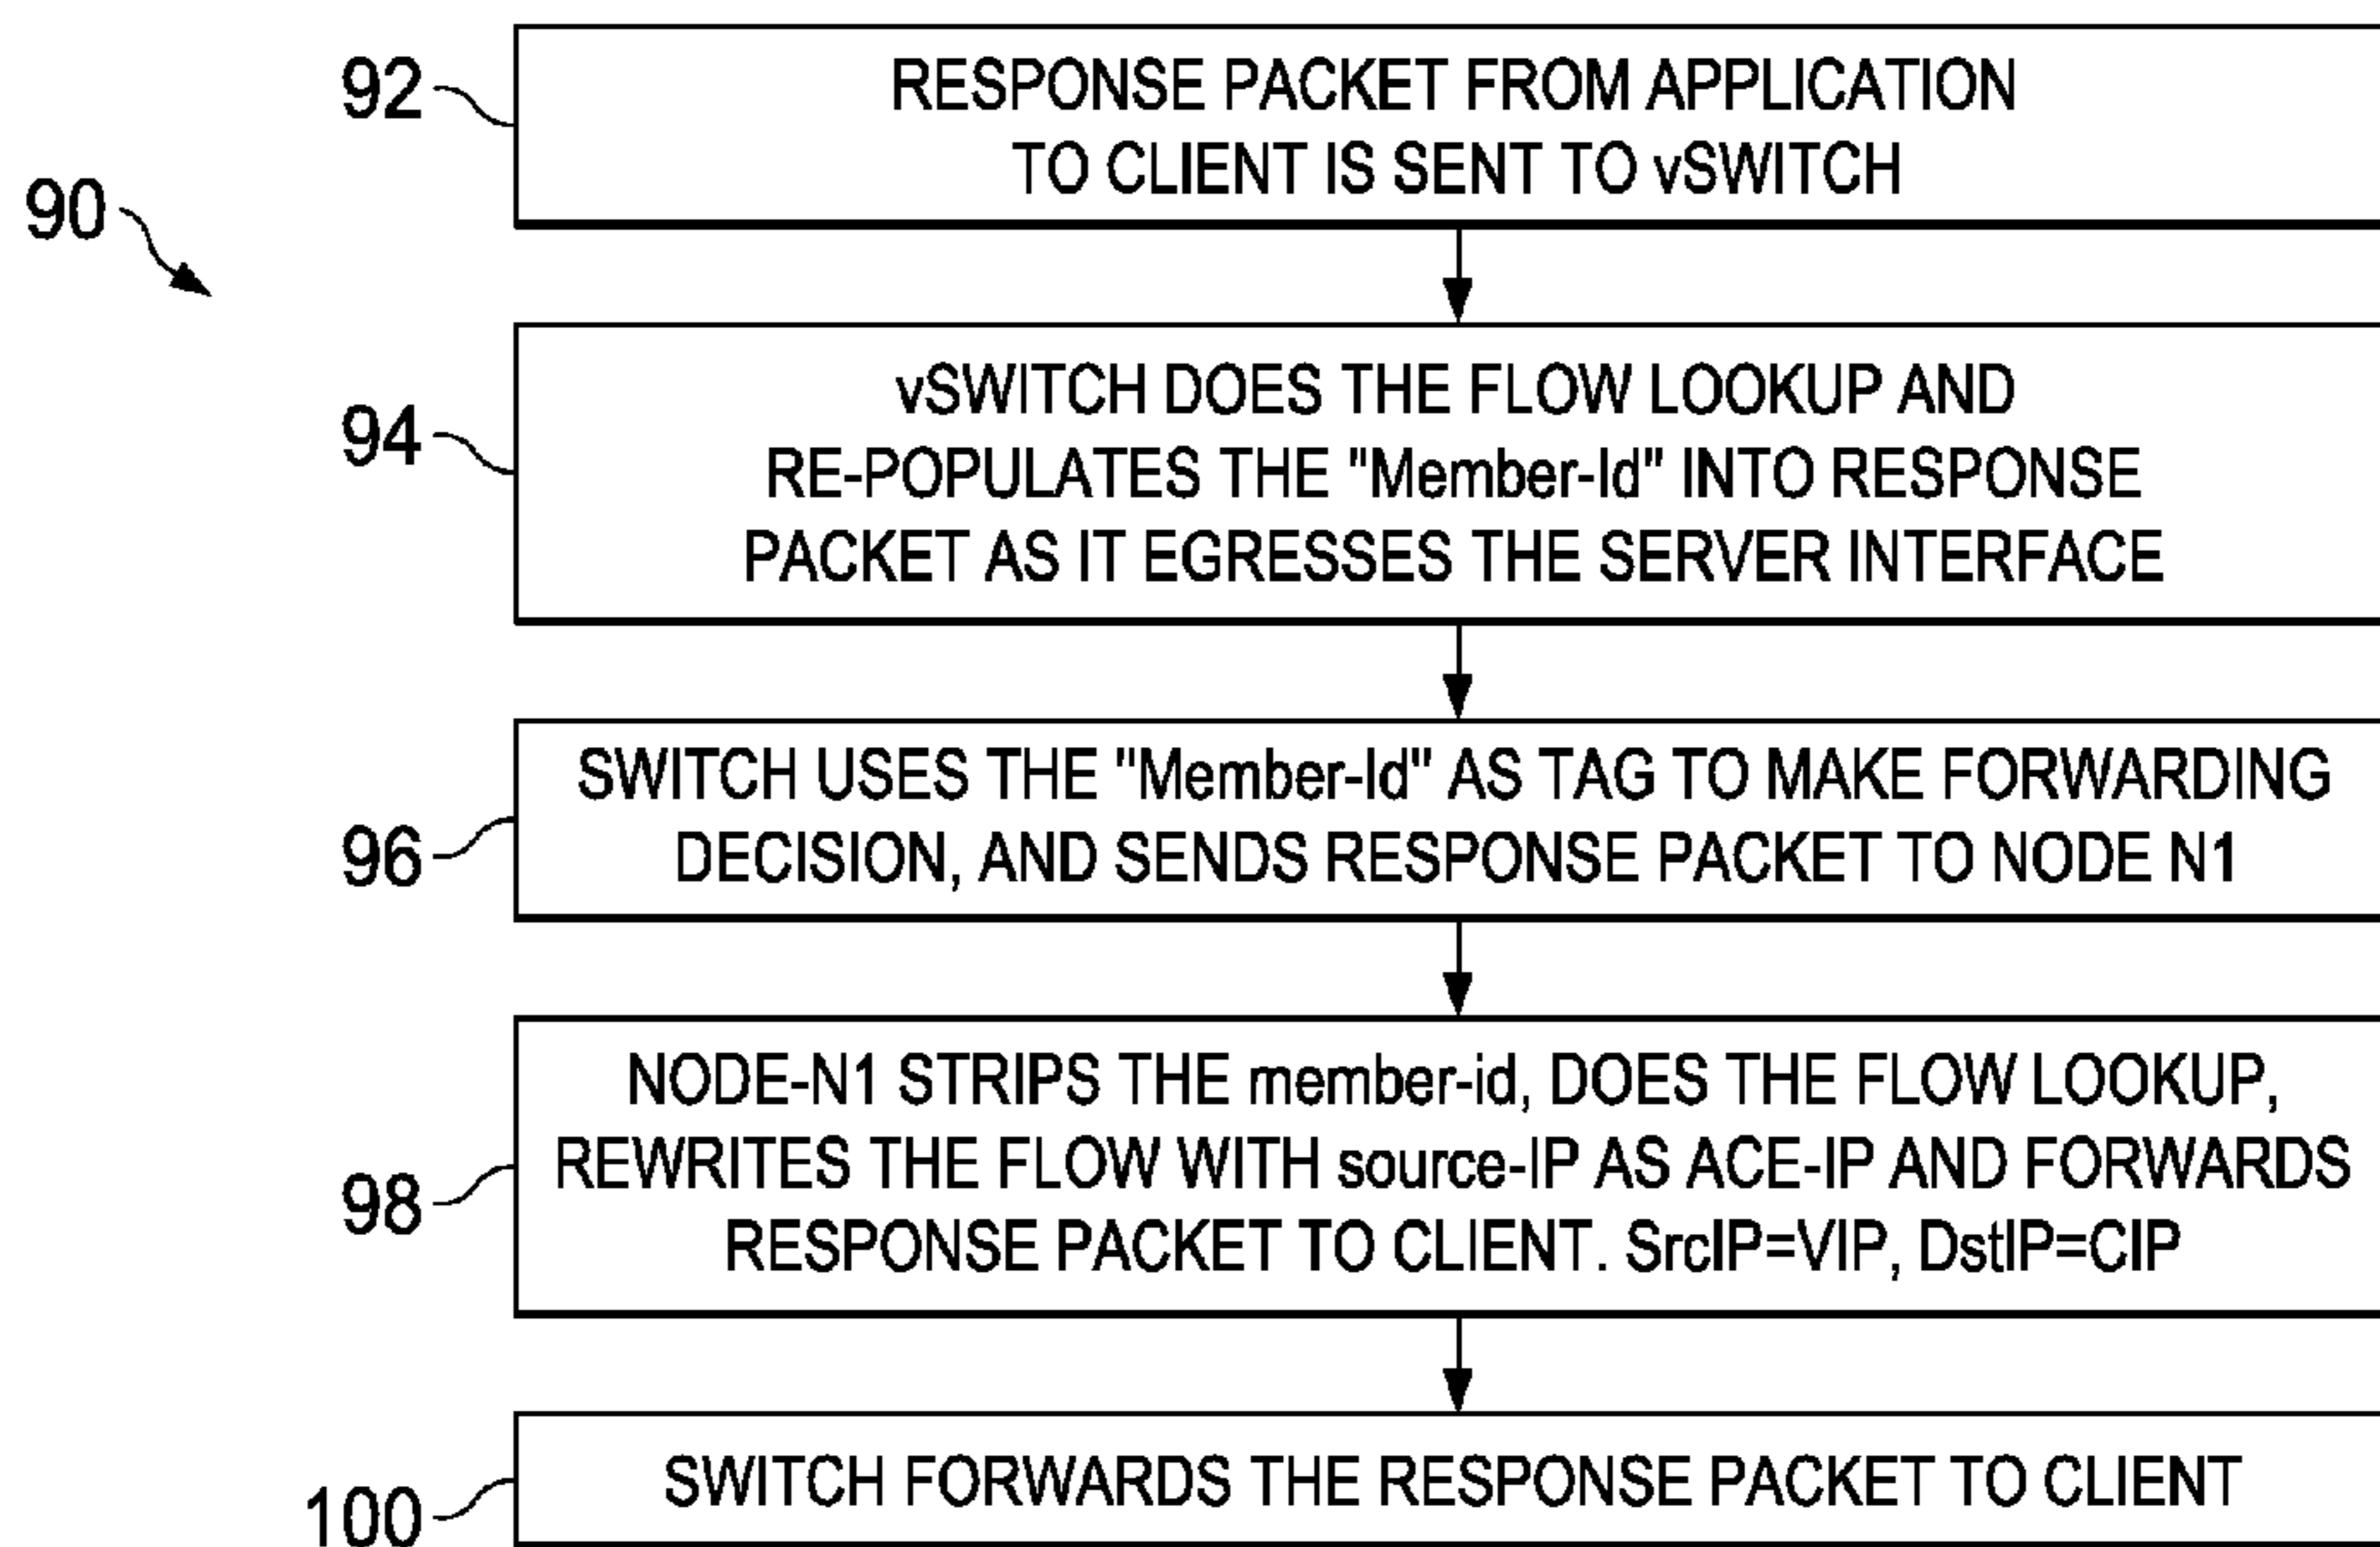 92
RESPONSE PACKET FROM APPLICATION
TO CLIENT IS SENT TO vSWITCH
90
94
vSWITCH DOES THE FLOW LOOKUP AND
RE-POPULATES THE "Member-Id" INTO RESPONSE
PACKET AS IT EGRESSES THE SERVER INTERFACE
96
SWITCH USES THE "Member-Id" AS TAG TO MAKE FORWARDING
DECISION, AND SENDS RESPONSE PACKET TO NODE N1
98
NODE-N1 STRIPS THE member-id, DOES THE FLOW LOOKUP,
REWRITES THE FLOW WITH source-IP AS ACE-IP AND FORWARDS
RESPONSE PACKET TO CLIENT. SrcIP=VIP, DstIP=CIP
100
SWITCH FORWARDS THE RESPONSE PACKET TO CLIENT